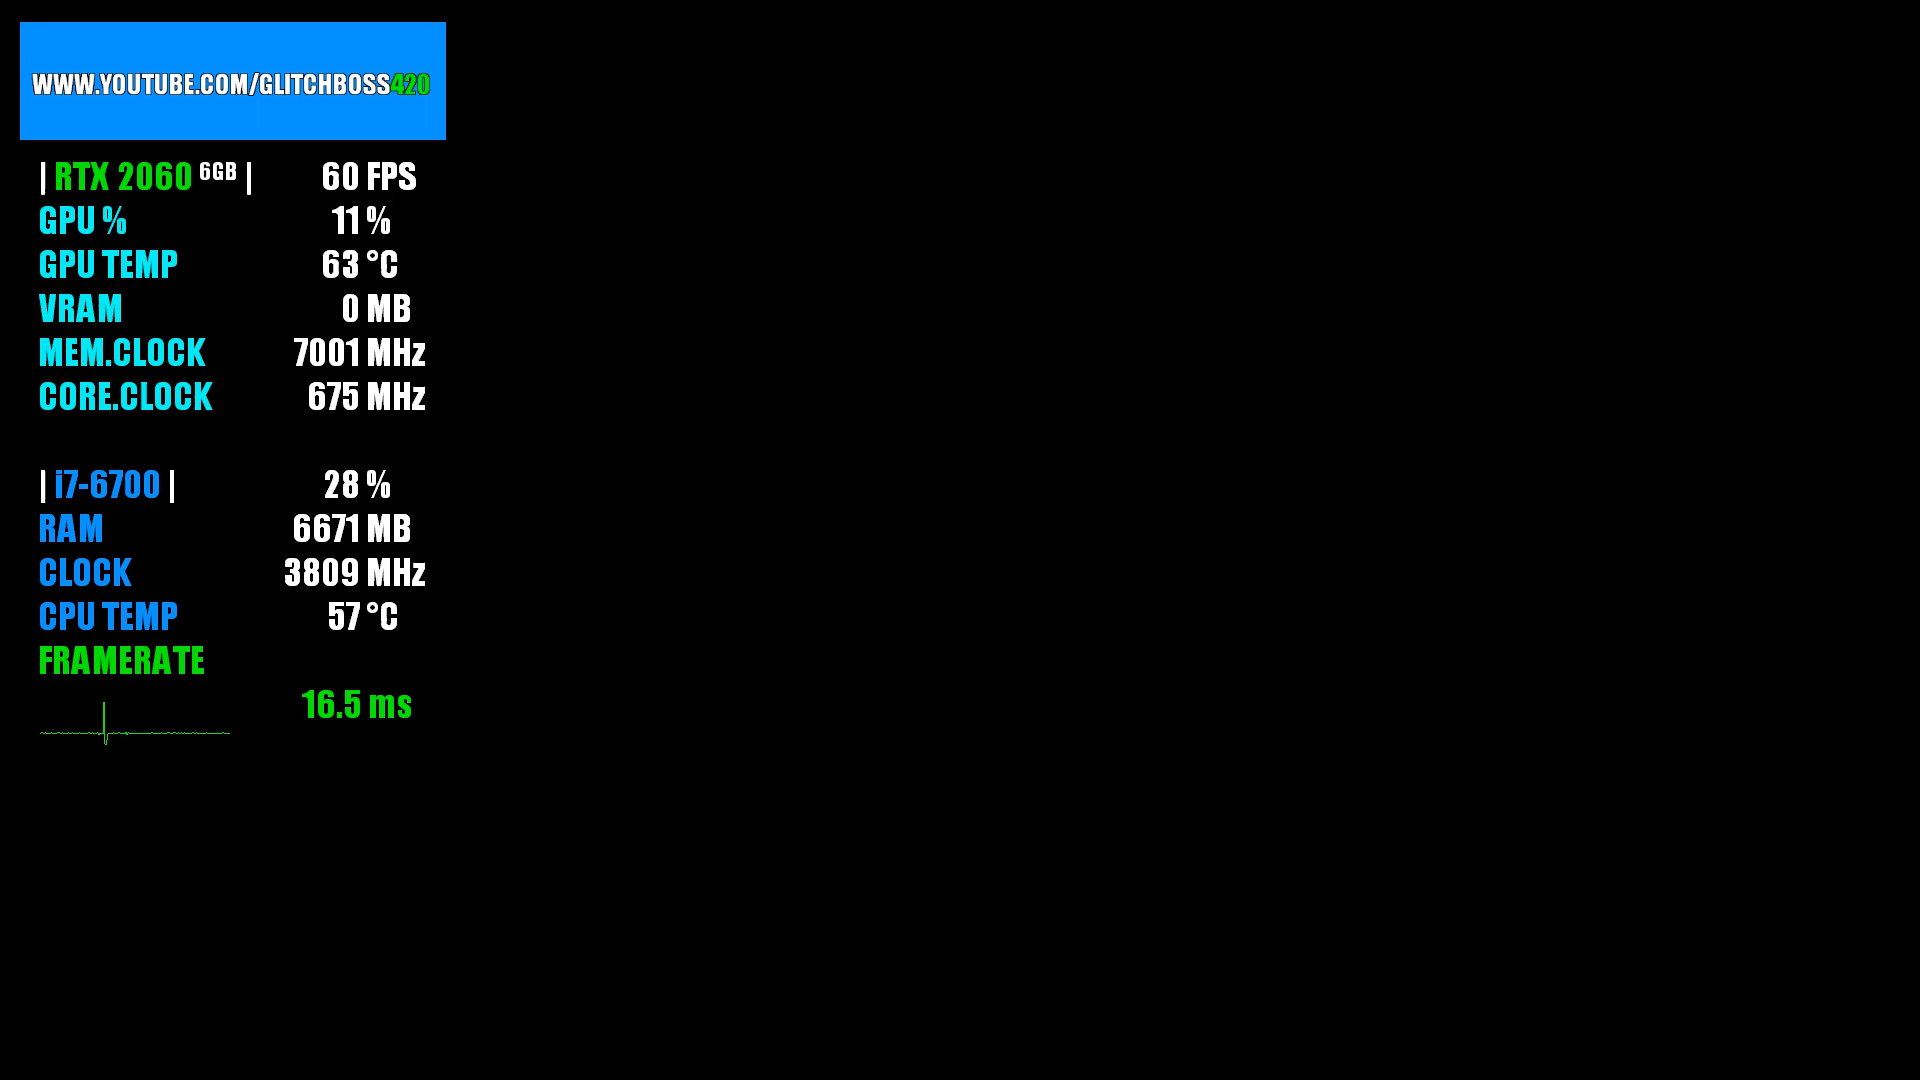 WWW.YOUTUBE.COM/GLITCHBOSS420
| RTX 2060 6GB | 60 FPS
GPU % 11 %
GPU TEMP 63 °C
VRAM 0 MB
MEM.CLOCK 7001 MHz
CORE.CLOCK 675 MHz
| i7-6700 | 28 %
RAM 6671 MB
CLOCK 3809 MHz
CPU TEMP 57 °C
FRAMERATE
16.5 ms